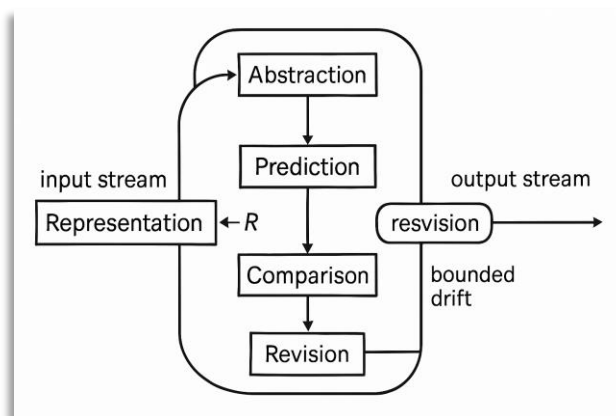 Abstraction
Prediction
input stream
output stream
Representation
R
resvision
Comparison
bounded
drift
Revision